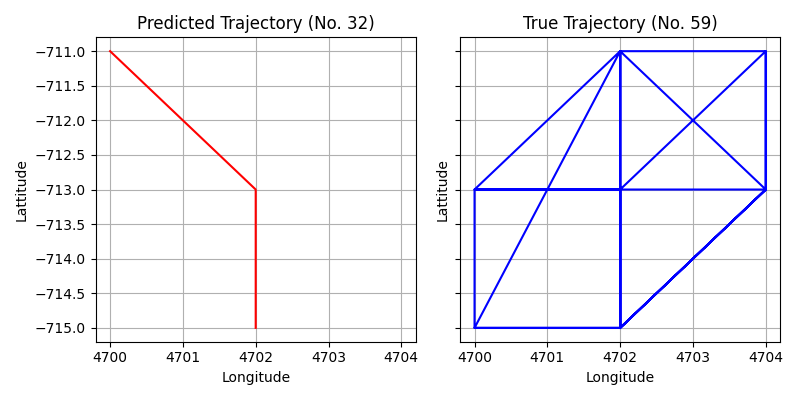 Predicted Trajectory (No. 32)
True Trajectory (No. 59)
−711.0
−711.5
−712.0
−712.5
−713.0
−713.5
−714.0
−714.5
−715.0
Lattitude
Lattitude
4700 4701 4702 4703 4704
4700 4701 4702 4703 4704
Longitude
Longitude